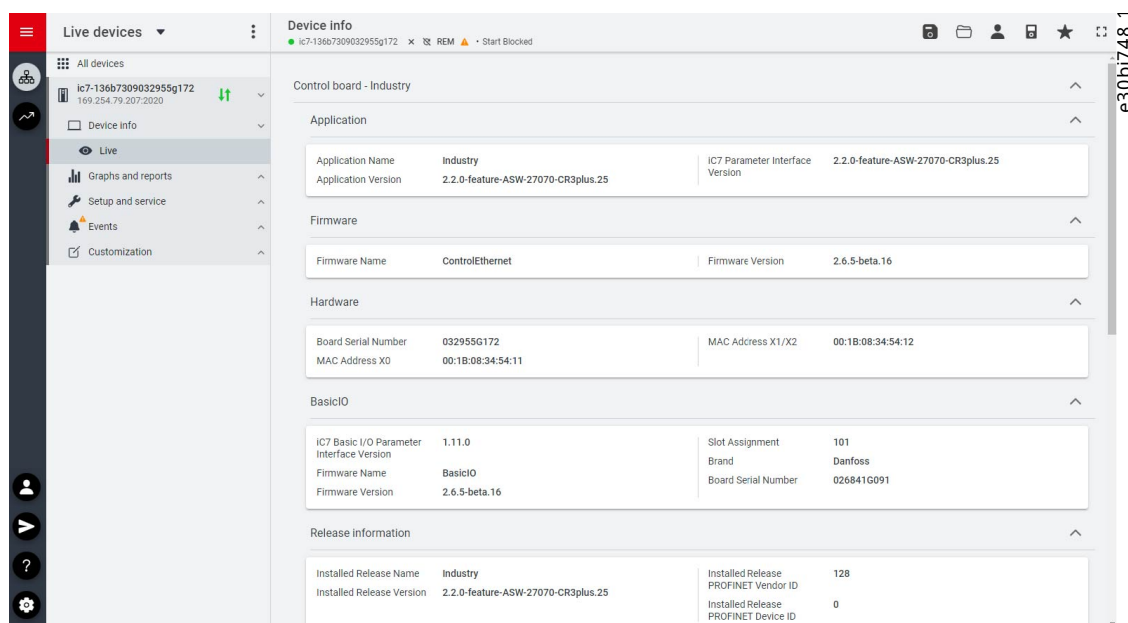 Live devices
All devices
ic7-136b7309032955g172
169.254.79.207:2020
Device info
Live
Graphs and reports
Setup and service
Events
Customization
Device info
ic7-136b7309032955g172 REM • Start Blocked
Control board - Industry
Application
Application Name Industry
Application Version 2.2.0-feature-ASW-27070-CR3plus.25
iC7 Parameter Interface 2.2.0-feature-ASW-27070-CR3plus.25
Version
Firmware
Firmware Name ControlEthernet
Firmware Version 2.6.5-beta.16
Hardware
Board Serial Number 032955G172
MAC Address X0 00:1B:08:34:54:11
MAC Address X1/X2 00:1B:08:34:54:12
BasicIO
iC7 Basic I/O Parameter 1.11.0
Interface Version
Firmware Name BasicIO
Firmware Version 2.6.5-beta.16
Slot Assignment 101
Brand Danfoss
Board Serial Number 026841G091
Release information
Installed Release Name Industry
Installed Release Version 2.2.0-feature-ASW-27070-CR3plus.25
Installed Release 128
PROFINET Vendor ID
Installed Release 0
PROFINET Device ID
e30bi748.1